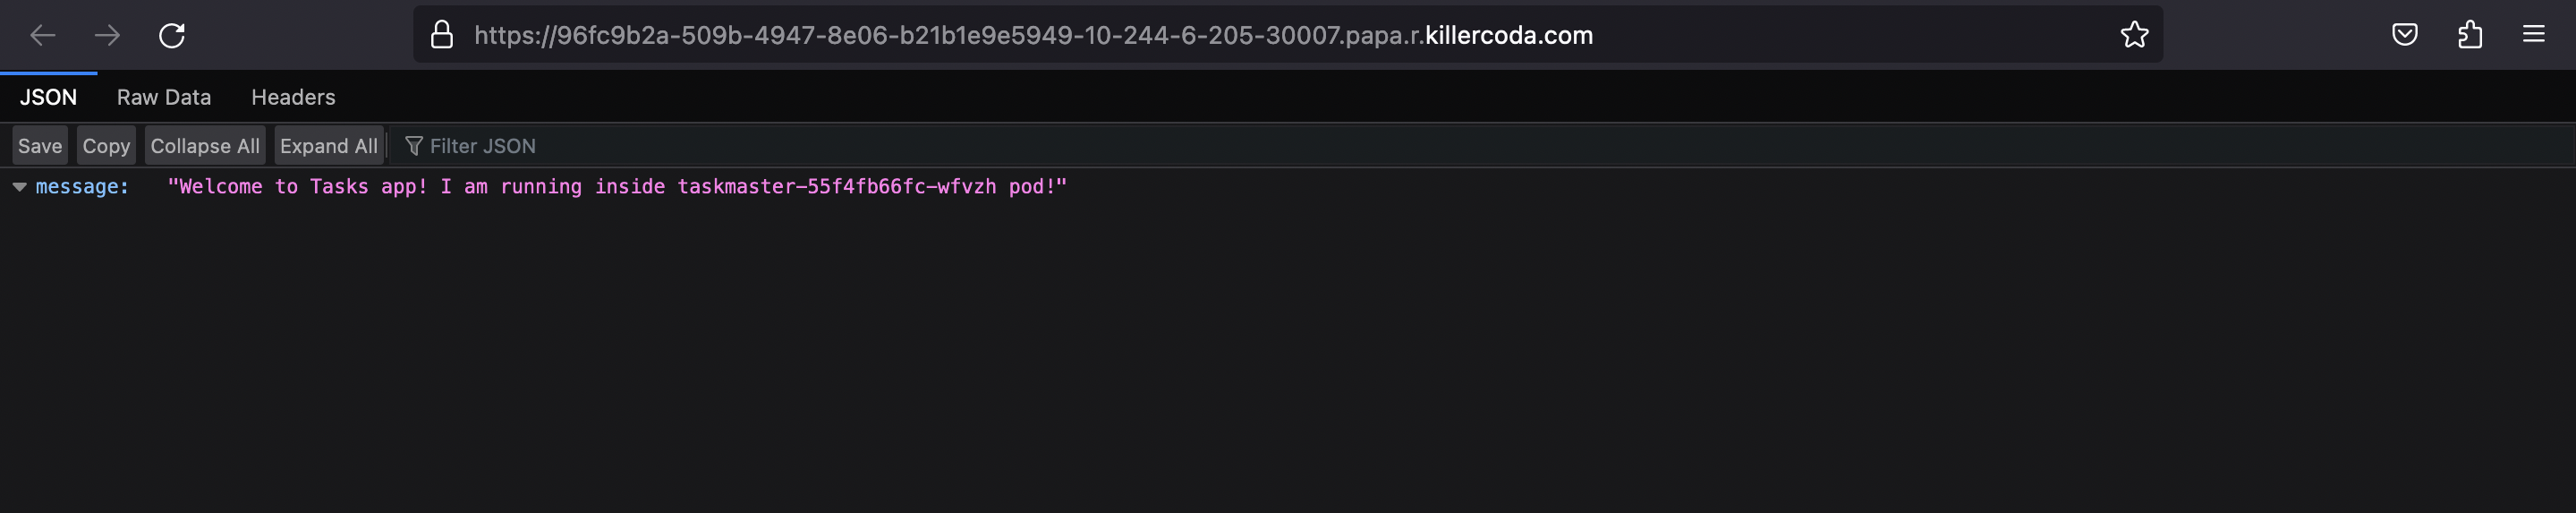 https://96fc9b2a-509b-4947-8e06-b21b1e9e5949-10-244-6-205-30007.papa.r.killercoda.com
JSON Raw Data Headers
Save Copy Collapse All Expand All Filter JSON
message: "Welcome to Tasks app! I am running inside taskmaster-55f4fb66fc-wfvzh pod!"